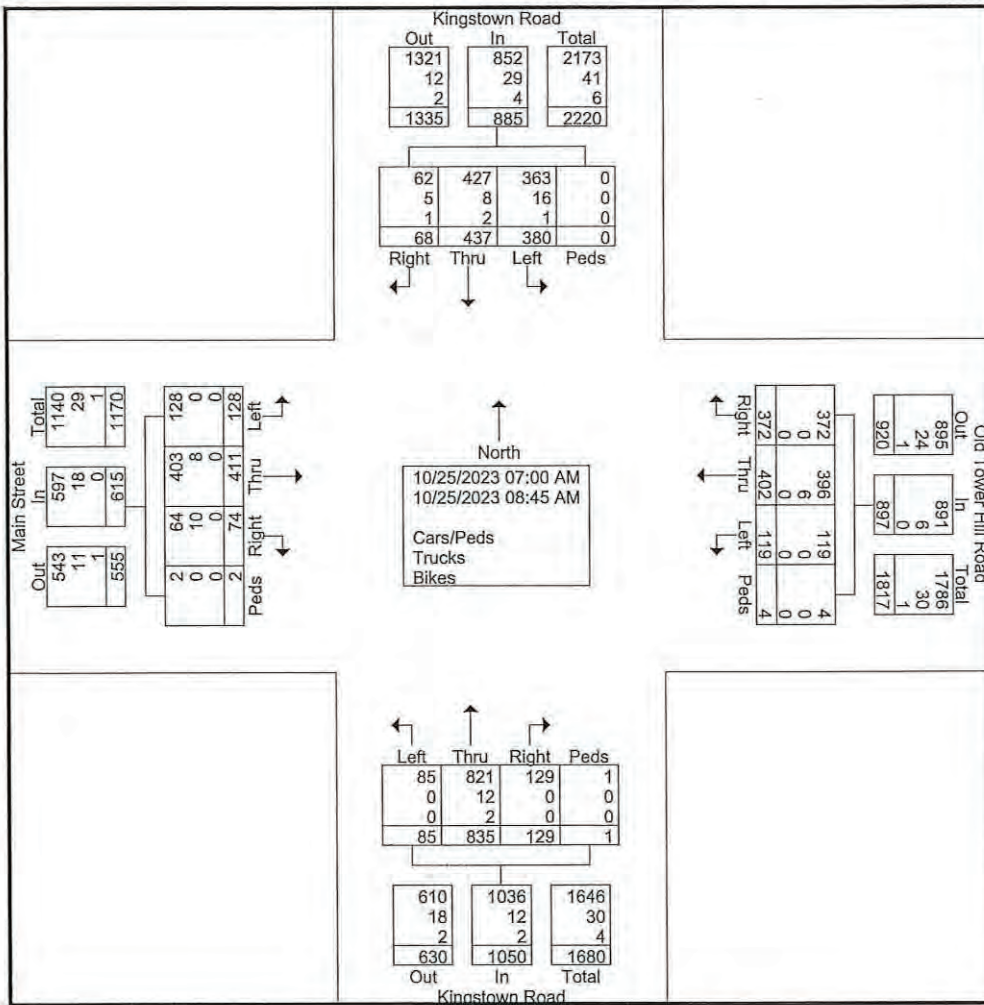 Kingstown Road
Out In Total
1321 852 2173
12 29 41
2 4 6
1335 885 2220
62 427 363 0
5 8 16 0
1 2 1 0
68 437 380 0
Right Thru Left Peds
Main Street
Total In Out
1140 597 543
29 18 11
1 0 1
1170 615 555
128 403 64 2
0 8 10 0
0 0 0 0
128 411 74 2
Left Thru Right Peds
North
10/25/2023 07:00 AM
10/25/2023 08:45 AM
Cars/Peds
Trucks
Bikes
Old Tower Hill Road
Out In Total
895 891 1786
24 6 30
1 0 1
920 897 1817
372 396 119 4
0 6 0 0
0 0 0 0
372 402 119 4
Right Thru Left Peds
Left Thru Right Peds
85 821 129 1
0 12 0 0
0 2 0 0
85 835 129 1
610 1036 1646
18 12 30
2 2 4
630 1050 1680
Out In Total
Kingstown Road